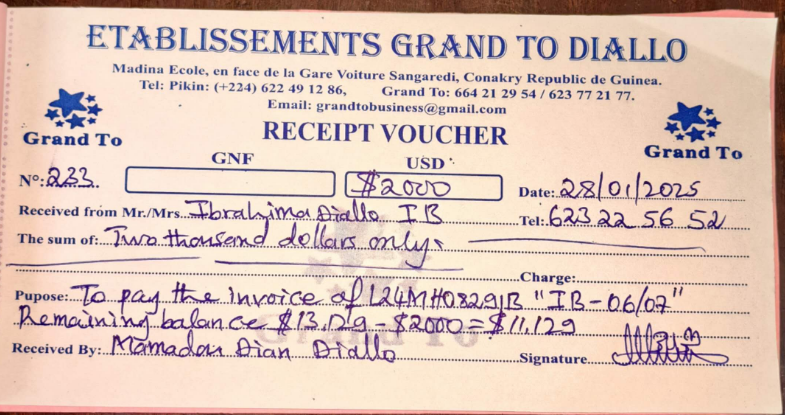 ETABLISSEMENTS GRAND TO DIALLO
Madina Ecole, en face de la Gare Voiture Sangaredi, Conakry Republic de Guinea.
Tel: Pikin: (+224) 622 49 12 86, Grand To: 664 21 29 54 / 623 77 21 77.
Email: grandtobusiness@gmail.com
Grand To RECEIPT VOUCHER Grand To
GNF USD
N°: 233. $2000 Date: 28/01/2025
Received from Mr./Mrs. Ibrahima Diallo IB Tel: 623 22 56 52
The sum of: Two thousand dollars only.
Charge:
Pupose: To pay the invoice of L24MH0829JB "IB-06/07"
Remaining balance $13,129 - $2000 = $11,129
Received By: Mamadou Dian Diallo Signature